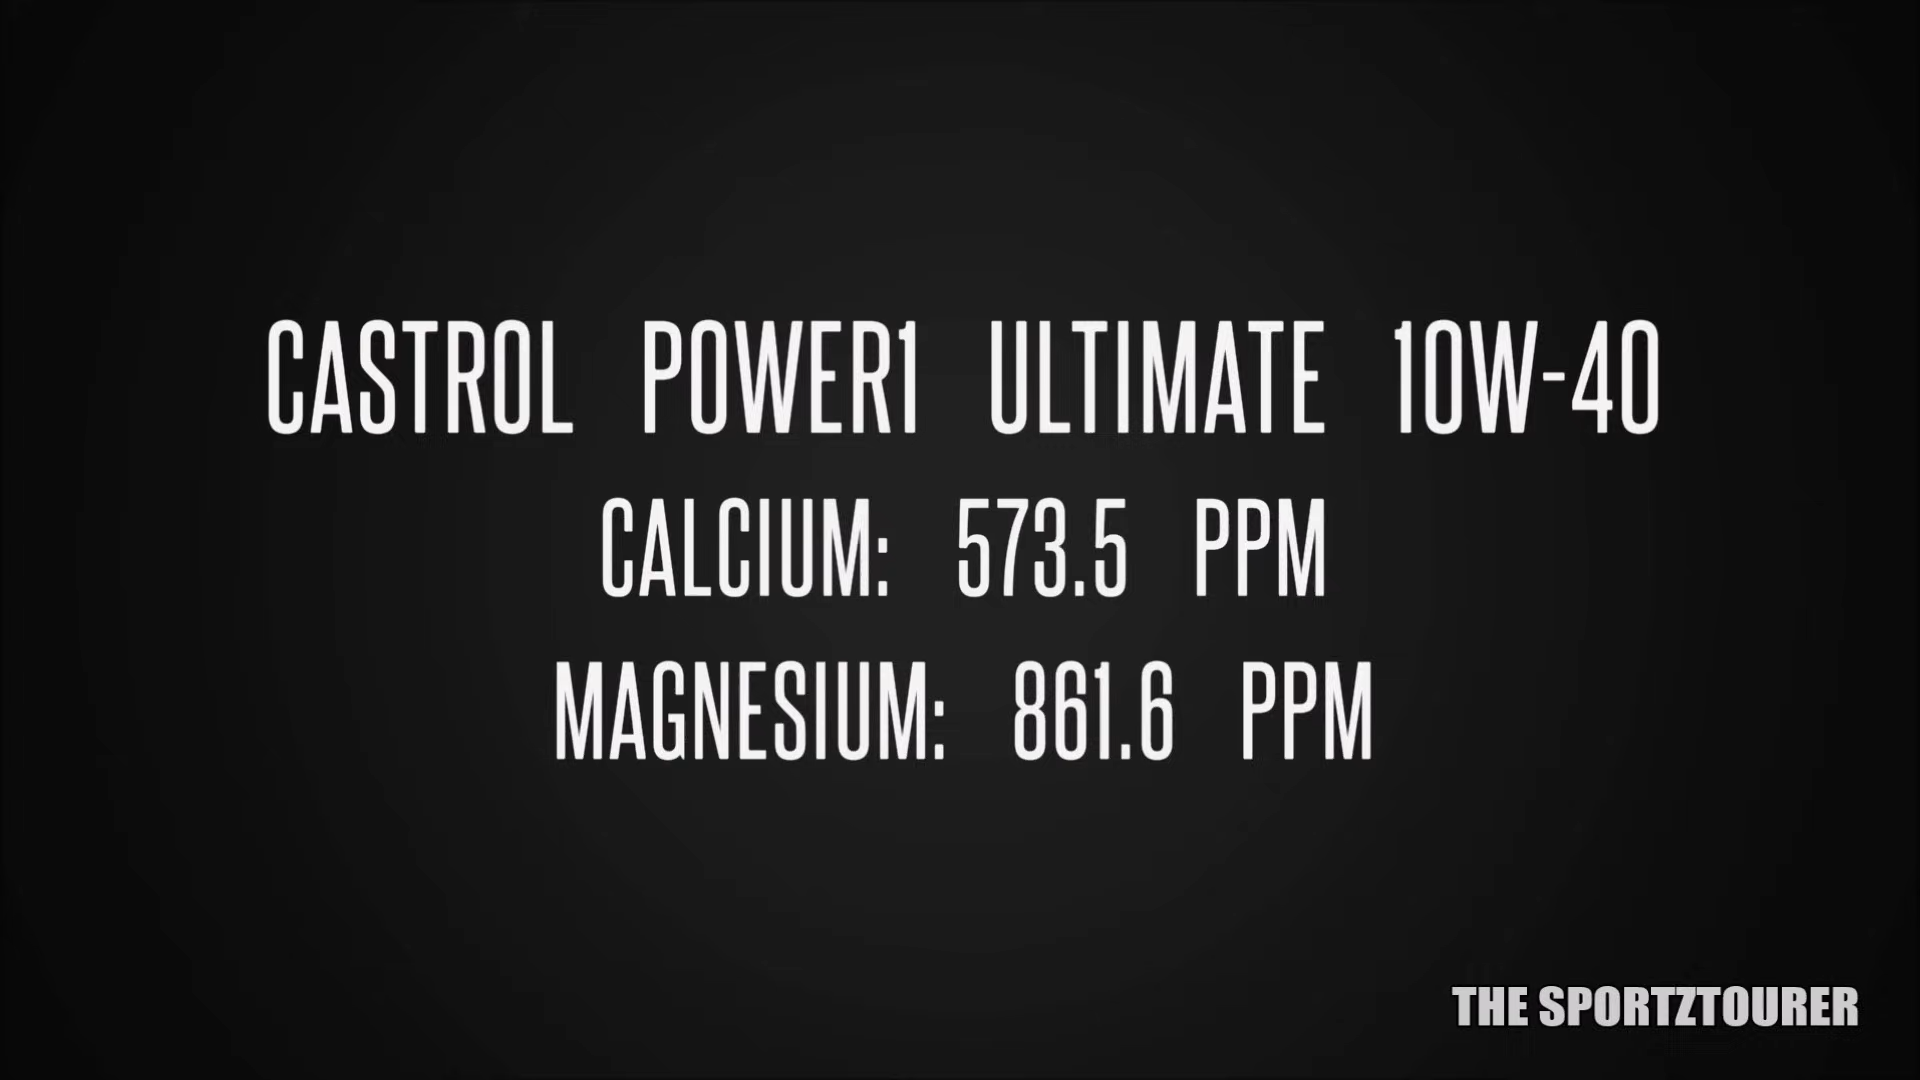 CASTROL POWER1 ULTIMATE 10W-40
CALCIUM: 573.5 PPM
MAGNESIUM: 861.6 PPM
THE SPORTZTOURER